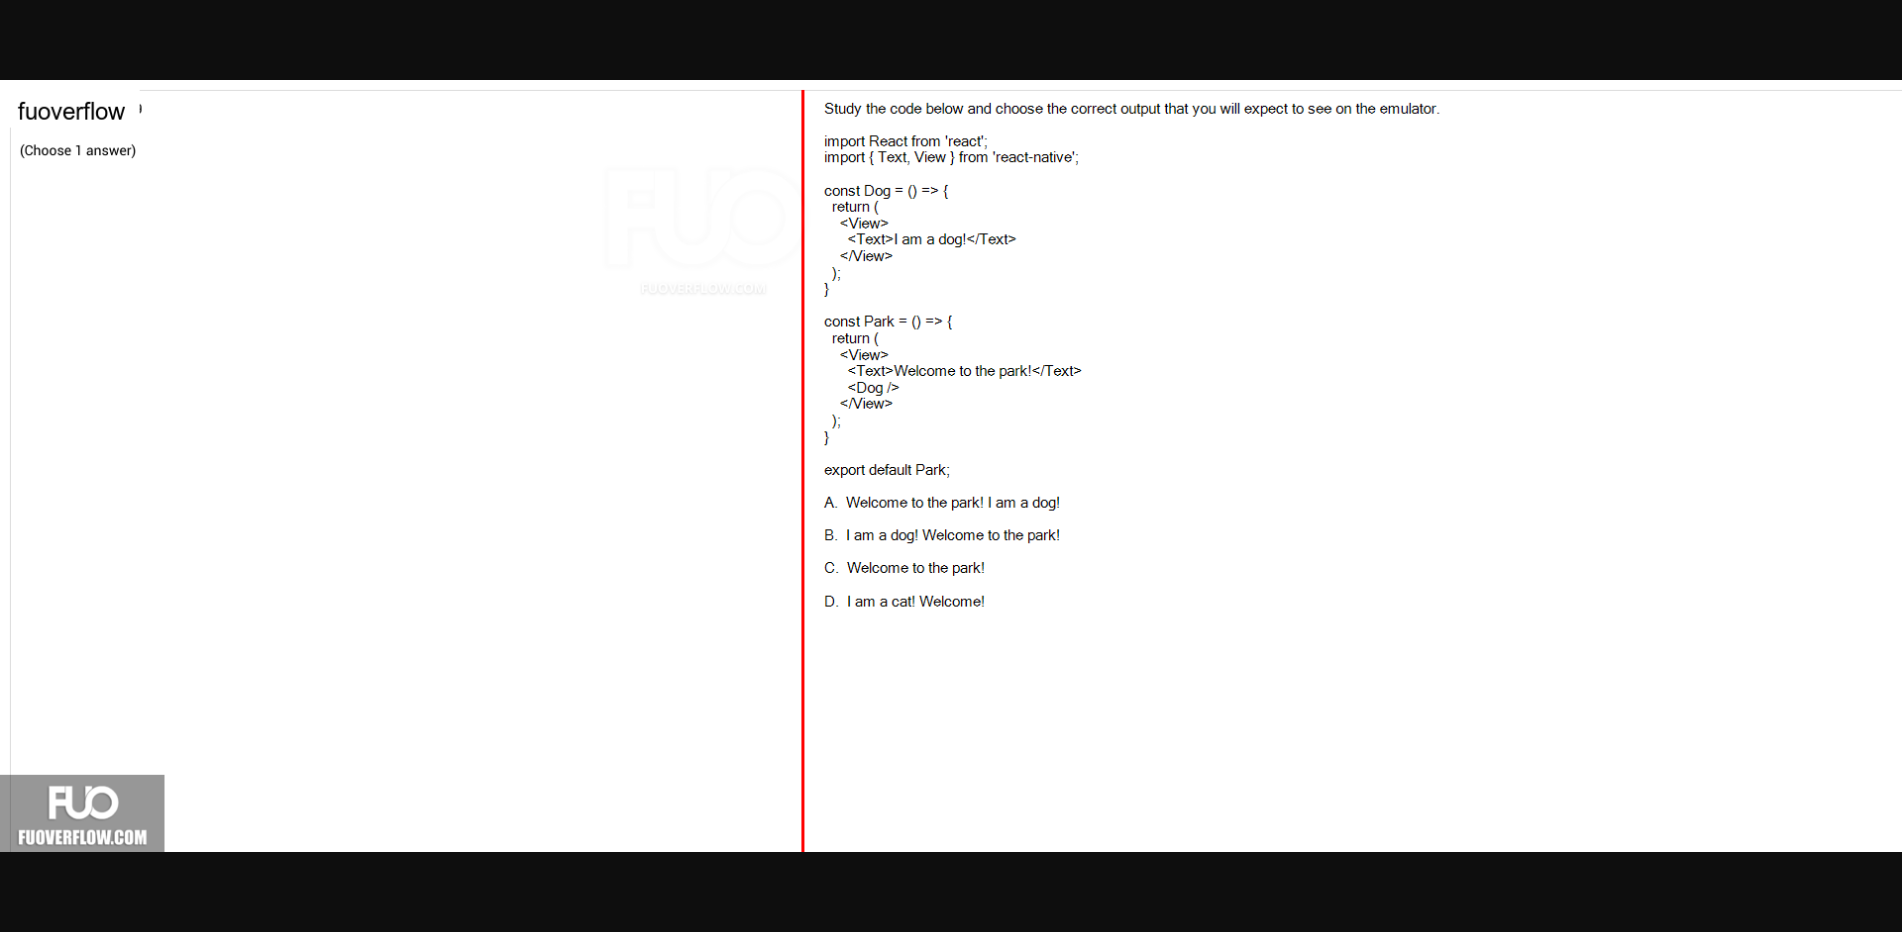 fuoverflow
(Choose 1 answer)
FUO
FUOVERFLOW.COM
Study the code below and choose the correct output that you will expect to see on the emulator.
import React from 'react';
import { Text, View } from 'react-native';
const Dog = () => {
return (
<View>
<Text>I am a dog!</Text>
</View>
);
}
const Park = () => {
return (
<View>
<Text>Welcome to the park!</Text>
<Dog />
</View>
);
}
export default Park;
A. Welcome to the park! I am a dog!
B. I am a dog! Welcome to the park!
C. Welcome to the park!
D. I am a cat! Welcome!
FUO
FUOVERFLOW.COM